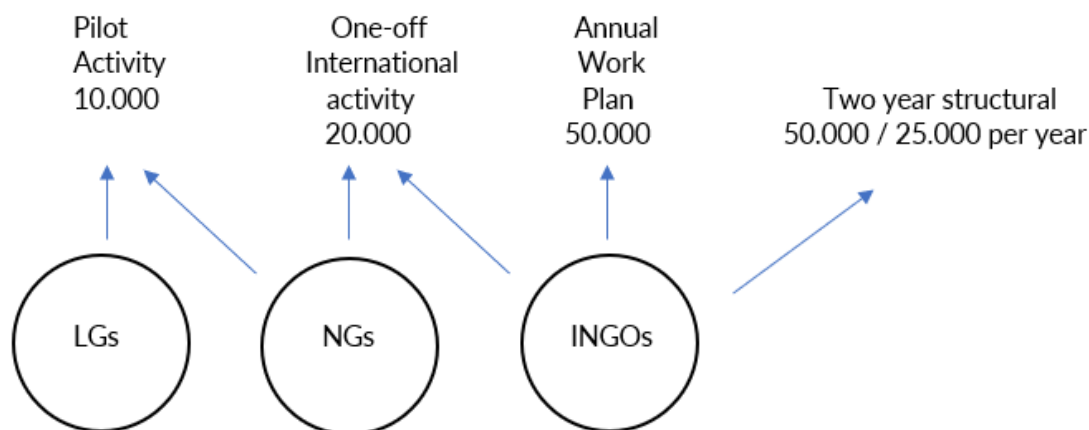 Pilot
Activity
10.000
One-off
International
activity
20.000
Annual
Work
Plan
50.000
Two year structural
50.000 / 25.000 per year
LGs
NGs
INGOs